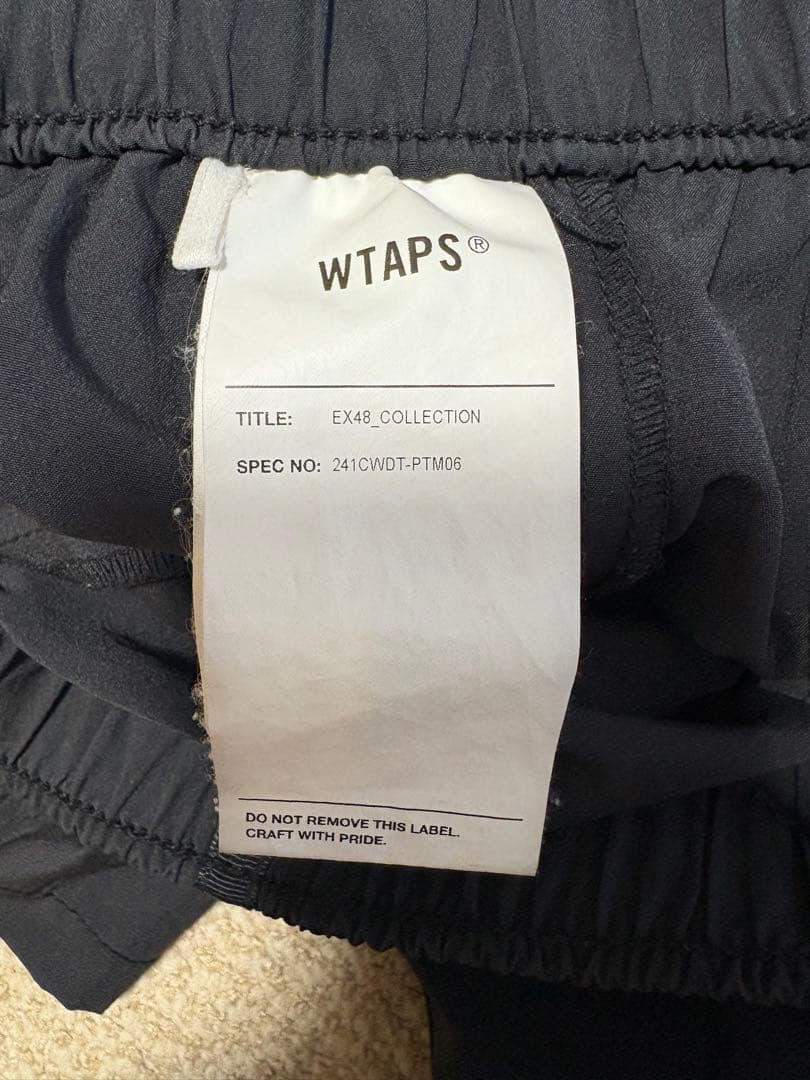 WTAPS®
TITLE: EX48_COLLECTION
SPEC NO: 241CWDT-PTM06
DO NOT REMOVE THIS LABEL.
CRAFT WITH PRIDE.